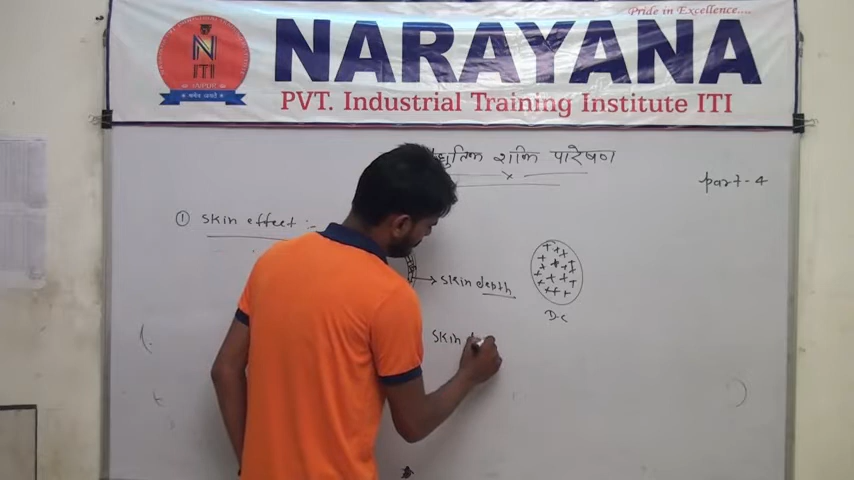 Pride in Excellence....
N
ITI
NARAYANA
PVT. Industrial Training Institute ITI
शक्ति पारेषण
part-4
① skin effect :-
→ skin depth
D.C
skin